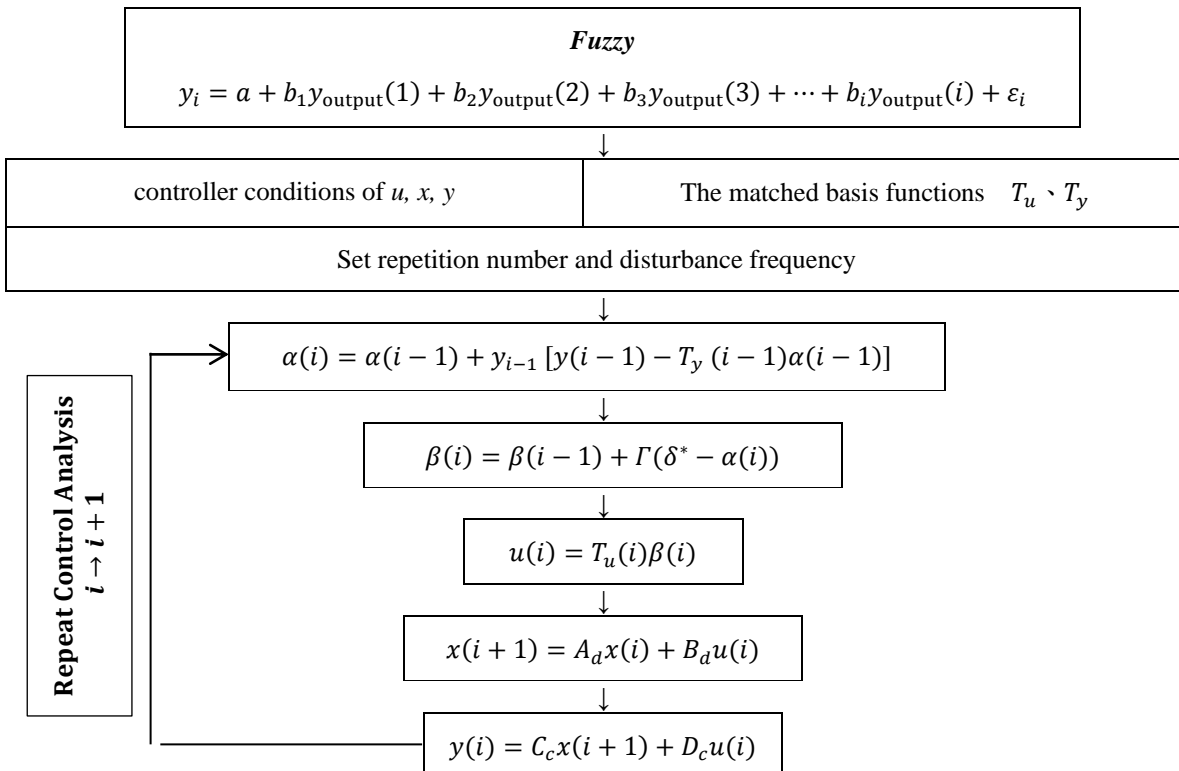 Fuzzy
y_i = a + b_1y_output(1) + b_2y_output(2) + b_3y_output(3) + ⋯ + b_iy_output(i) + ε_i
↓
controller conditions of u, x, y
The matched basis functions T_u、T_y
Set repetition number and disturbance frequency
↓
α(i) = α(i − 1) + y_{i−1} [y(i − 1) − T_y (i − 1)α(i − 1)]
↓
β(i) = β(i − 1) + Γ(δ* − α(i))
↓
u(i) = T_u(i)β(i)
↓
x(i + 1) = A_dx(i) + B_du(i)
↓
y(i) = C_cx(i + 1) + D_cu(i)
Repeat Control Analysis
i → i + 1